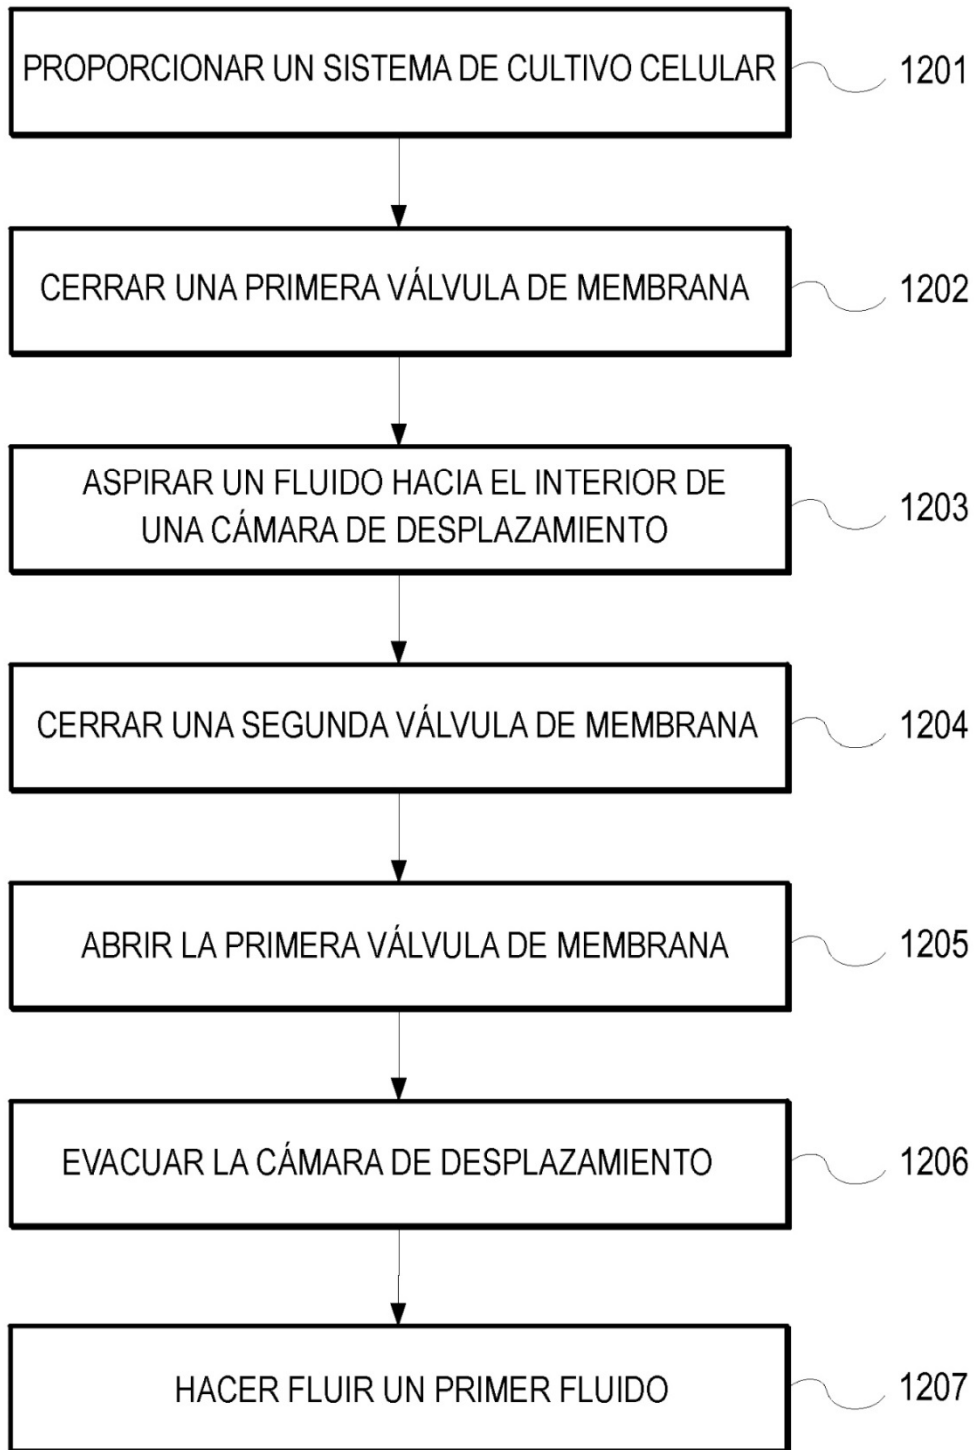 PROPORCIONAR UN SISTEMA DE CULTIVO CELULAR
1201
CERRAR UNA PRIMERA VÁLVULA DE MEMBRANA
1202
ASPIRAR UN FLUIDO HACIA EL INTERIOR DE
UNA CÁMARA DE DESPLAZAMIENTO
1203
CERRAR UNA SEGUNDA VÁLVULA DE MEMBRANA
1204
ABRIR LA PRIMERA VÁLVULA DE MEMBRANA
1205
EVACUAR LA CÁMARA DE DESPLAZAMIENTO
1206
HACER FLUIR UN PRIMER FLUIDO
1207